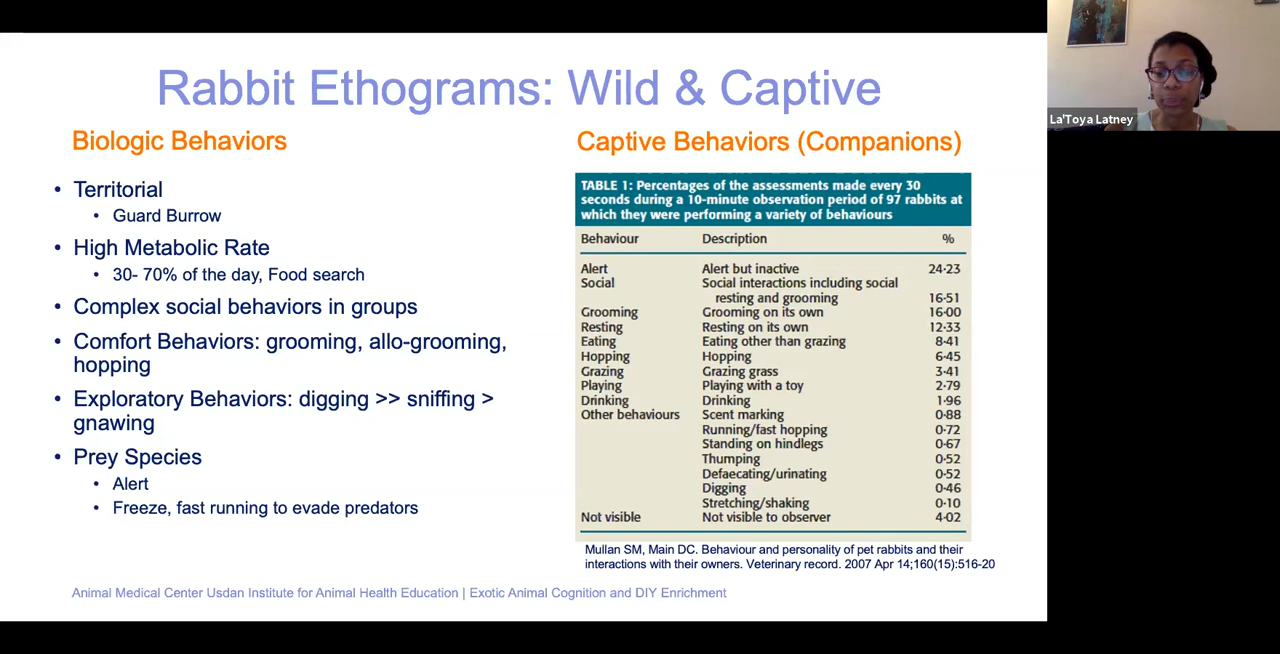 Rabbit Ethograms: Wild & Captive
Biologic Behaviors
• Territorial
• Guard Burrow
• High Metabolic Rate
• 30- 70% of the day, Food search
• Complex social behaviors in groups
• Comfort Behaviors: grooming, allo-grooming,
hopping
• Exploratory Behaviors: digging >> sniffing >
gnawing
• Prey Species
• Alert
• Freeze, fast running to evade predators
Captive Behaviors (Companions)
TABLE 1: Percentages of the assessments made every 30
seconds during a 10-minute observation period of 97 rabbits at
which they were performing a variety of behaviours
Behaviour Description %
Alert Alert but inactive 24·23
Social Social interactions including social
resting and grooming 16·51
Grooming Grooming on its own 16·00
Resting Resting on its own 12·33
Eating Eating other than grazing 8·41
Hopping Hopping 6·45
Grazing Grazing grass 3·41
Playing Playing with a toy 2·79
Drinking Drinking 1·96
Other behaviours Scent marking 0·88
Running/fast hopping 0·72
Standing on hindlegs 0·67
Thumping 0·52
Defaecating/urinating 0·52
Digging 0·46
Stretching/shaking 0·10
Not visible Not visible to observer 4·02
Mullan SM, Main DC. Behaviour and personality of pet rabbits and their
interactions with their owners. Veterinary record. 2007 Apr 14;160(15):516-20
Animal Medical Center Usdan Institute for Animal Health Education | Exotic Animal Cognition and DIY Enrichment
La'Toya Latney